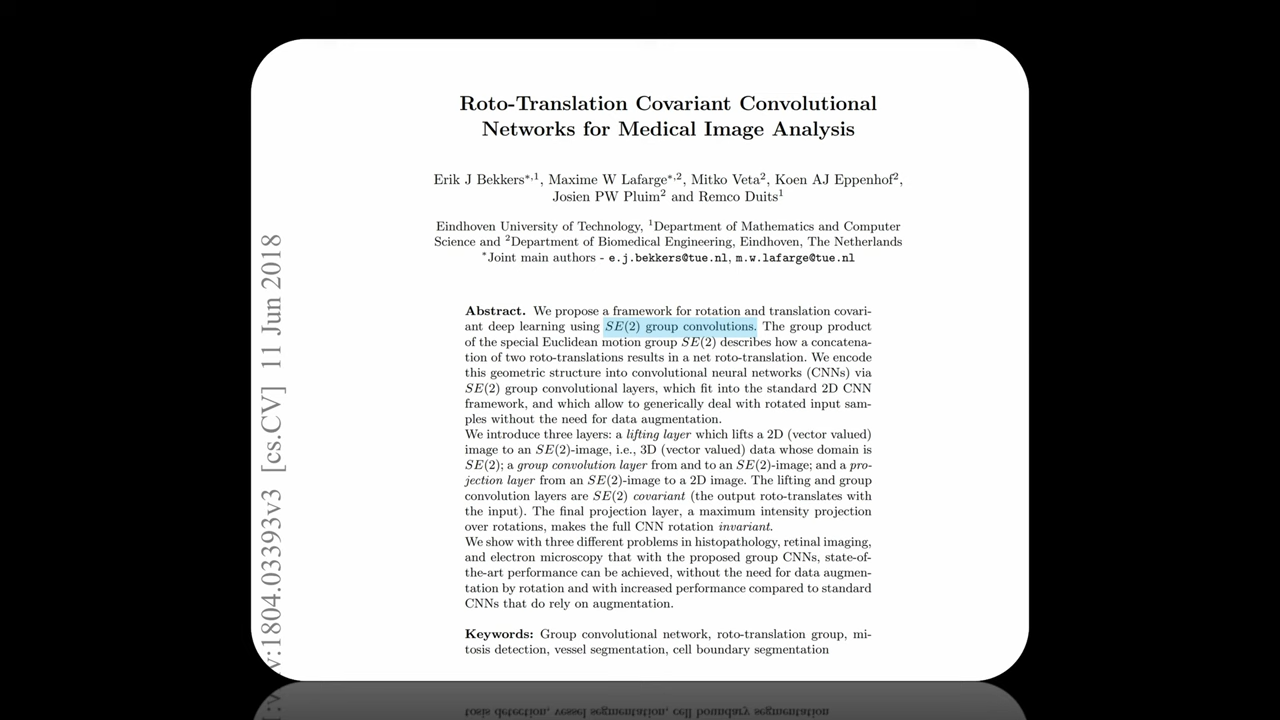 Roto-Translation Covariant Convolutional
Networks for Medical Image Analysis
Erik J Bekkers*,1, Maxime W Lafarge*,2, Mitko Veta2, Koen AJ Eppenhof2,
Josien PW Pluim2 and Remco Duits1
Eindhoven University of Technology, 1Department of Mathematics and Computer
Science and 2Department of Biomedical Engineering, Eindhoven, The Netherlands
*Joint main authors - e.j.bekkers@tue.nl, m.w.lafarge@tue.nl
Abstract. We propose a framework for rotation and translation covari-
ant deep learning using SE(2) group convolutions. The group product
of the special Euclidean motion group SE(2) describes how a concatena-
tion of two roto-translations results in a net roto-translation. We encode
this geometric structure into convolutional neural networks (CNNs) via
SE(2) group convolutional layers, which fit into the standard 2D CNN
framework, and which allow to generically deal with rotated input sam-
ples without the need for data augmentation.
We introduce three layers: a lifting layer which lifts a 2D (vector valued)
image to an SE(2)-image, i.e., 3D (vector valued) data whose domain is
SE(2); a group convolution layer from and to an SE(2)-image; and a pro-
jection layer from an SE(2)-image to a 2D image. The lifting and group
convolution layers are SE(2) covariant (the output roto-translates with
the input). The final projection layer, a maximum intensity projection
over rotations, makes the full CNN rotation invariant.
We show with three different problems in histopathology, retinal imaging,
and electron microscopy that with the proposed group CNNs, state-of-
the-art performance can be achieved, without the need for data augmen-
tation by rotation and with increased performance compared to standard
CNNs that do rely on augmentation.
Keywords: Group convolutional network, roto-translation group, mi-
tosis detection, vessel segmentation, cell boundary segmentation
v:1804.03393v3 [cs.CV] 11 Jun 2018